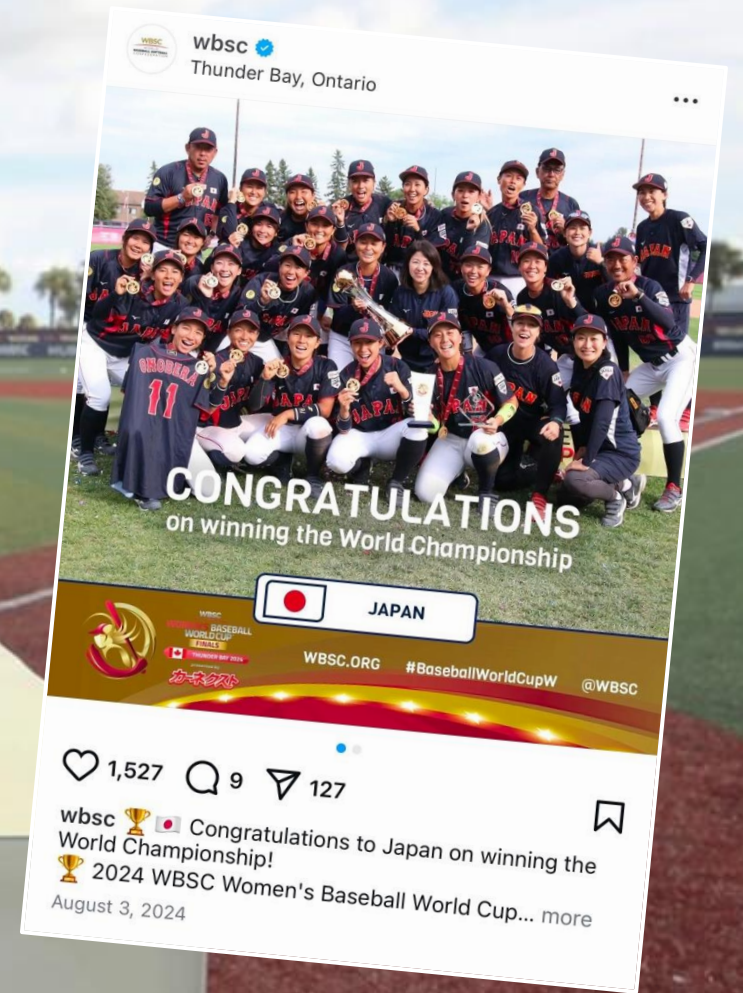 wbsc
Thunder Bay, Ontario
ONODERA
11
CONGRATULATIONS
on winning the World Championship
JAPAN
WBSC
WOMEN'S BASEBALL
WORLD CUP
FINALS
THUNDER BAY 2024
カーネクスト
WBSC.ORG #BaseballWorldCupW @WBSC
1,527 9 127
wbsc 🏆🇯🇵 Congratulations to Japan on winning the
World Championship!
🏆 2024 WBSC Women's Baseball World Cup... more
August 3, 2024